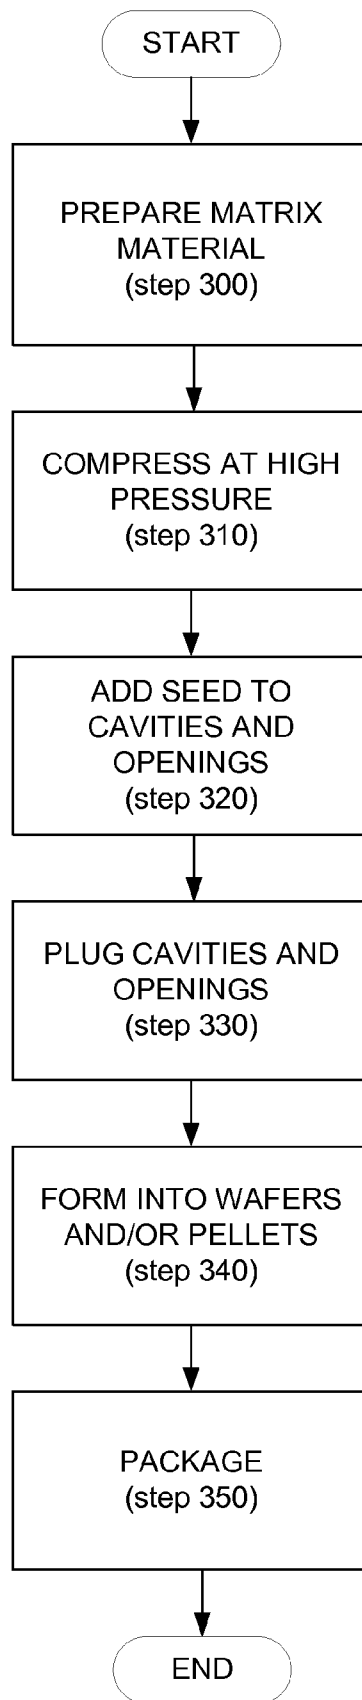 START
PREPARE MATRIX
MATERIAL
(step 300)
COMPRESS AT HIGH
PRESSURE
(step 310)
ADD SEED TO
CAVITIES AND
OPENINGS
(step 320)
PLUG CAVITIES AND
OPENINGS
(step 330)
FORM INTO WAFERS
AND/OR PELLETS
(step 340)
PACKAGE
(step 350)
END